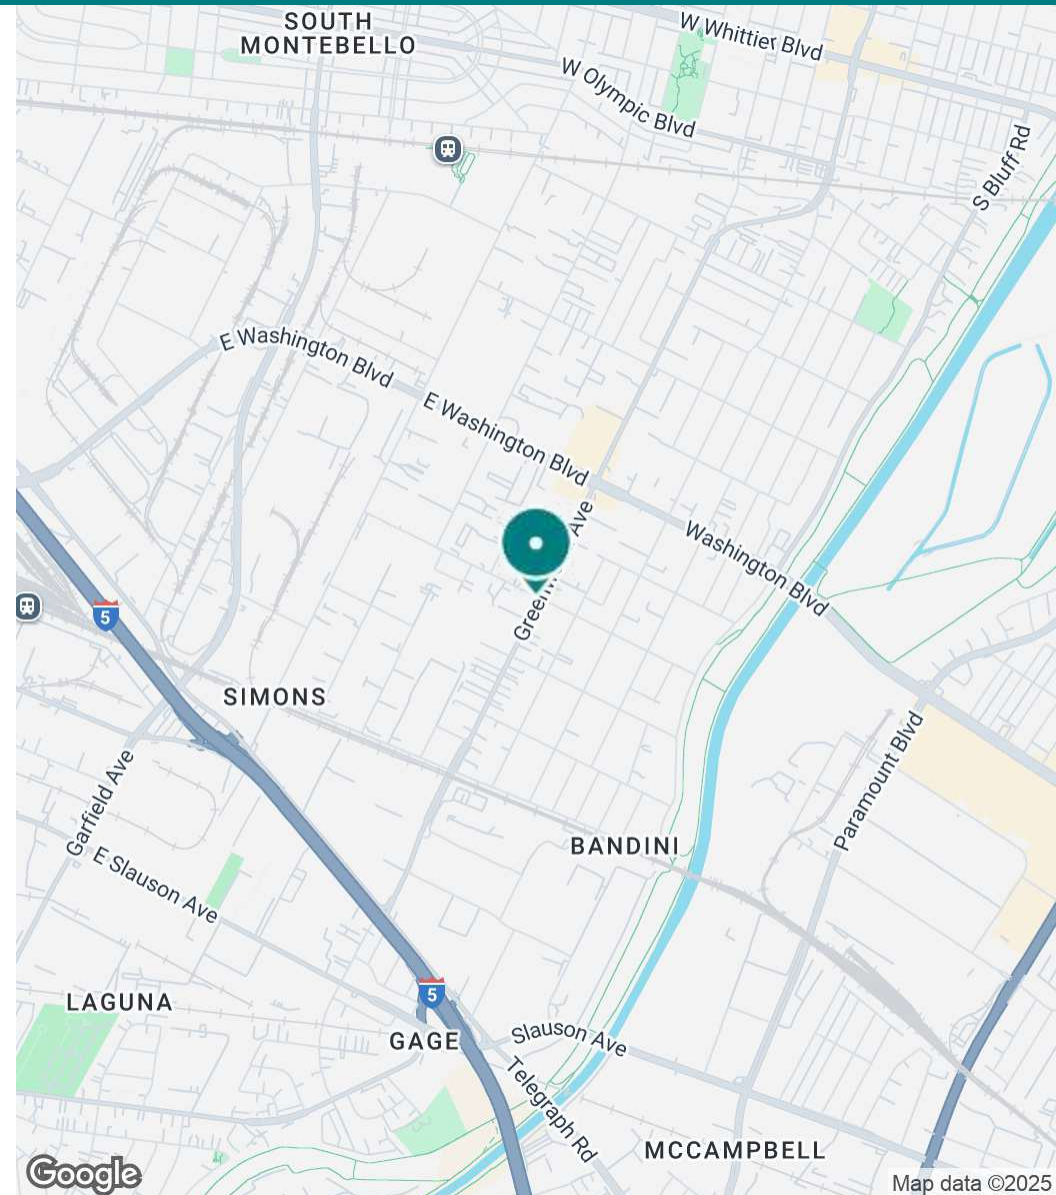 SOUTH
MONTEBELLO
W Whittier Blvd
W Olympic Blvd
S Bluff Rd
E Washington Blvd
E Washington Blvd
Ave
Washington Blvd
5
SIMONS
Garfield Ave
Paramount Blvd
BANDINI
E Slauson Ave
LAGUNA
5
GAGE
Slauson Ave
Telegraph Rd
MCCAMPBELL
Google
Map data ©2025